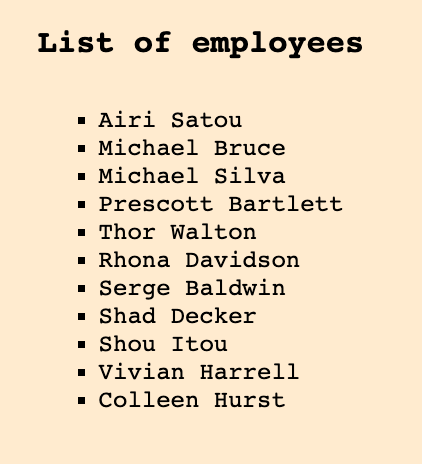 List of employees
Airi Satou
Michael Bruce
Michael Silva
Prescott Bartlett
Thor Walton
Rhona Davidson
Serge Baldwin
Shad Decker
Shou Itou
Vivian Harrell
Colleen Hurst